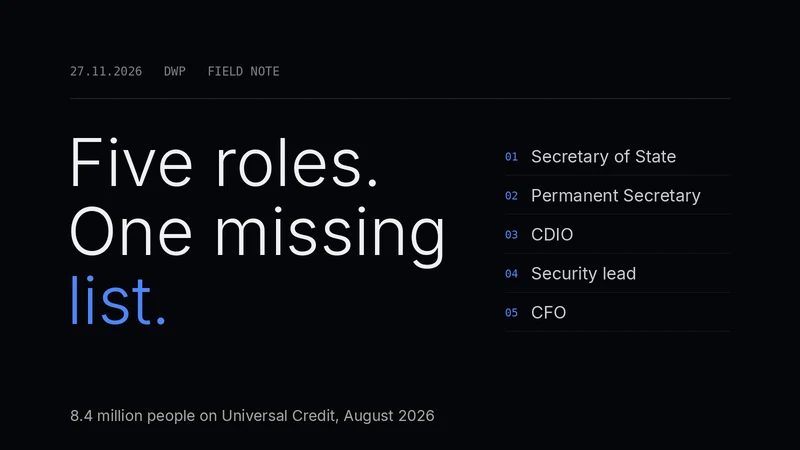 27.11.2026 DWP FIELD NOTE
Five roles.
One missing
list.
01 Secretary of State
02 Permanent Secretary
03 CDIO
04 Security lead
05 CFO
8.4 million people on Universal Credit, August 2026